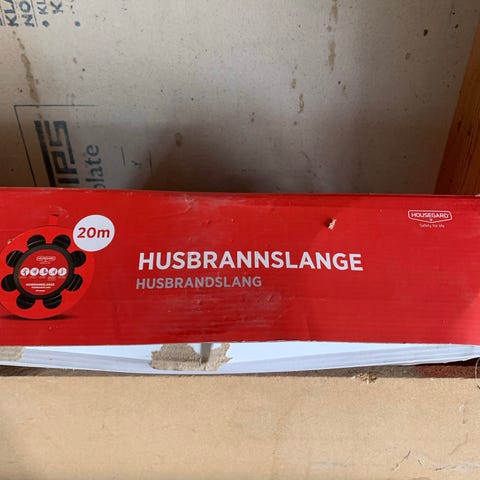 20m
HUSBRANNSLANGE
HUSBRANDSLANG
HOUSEGARD
Safety for life